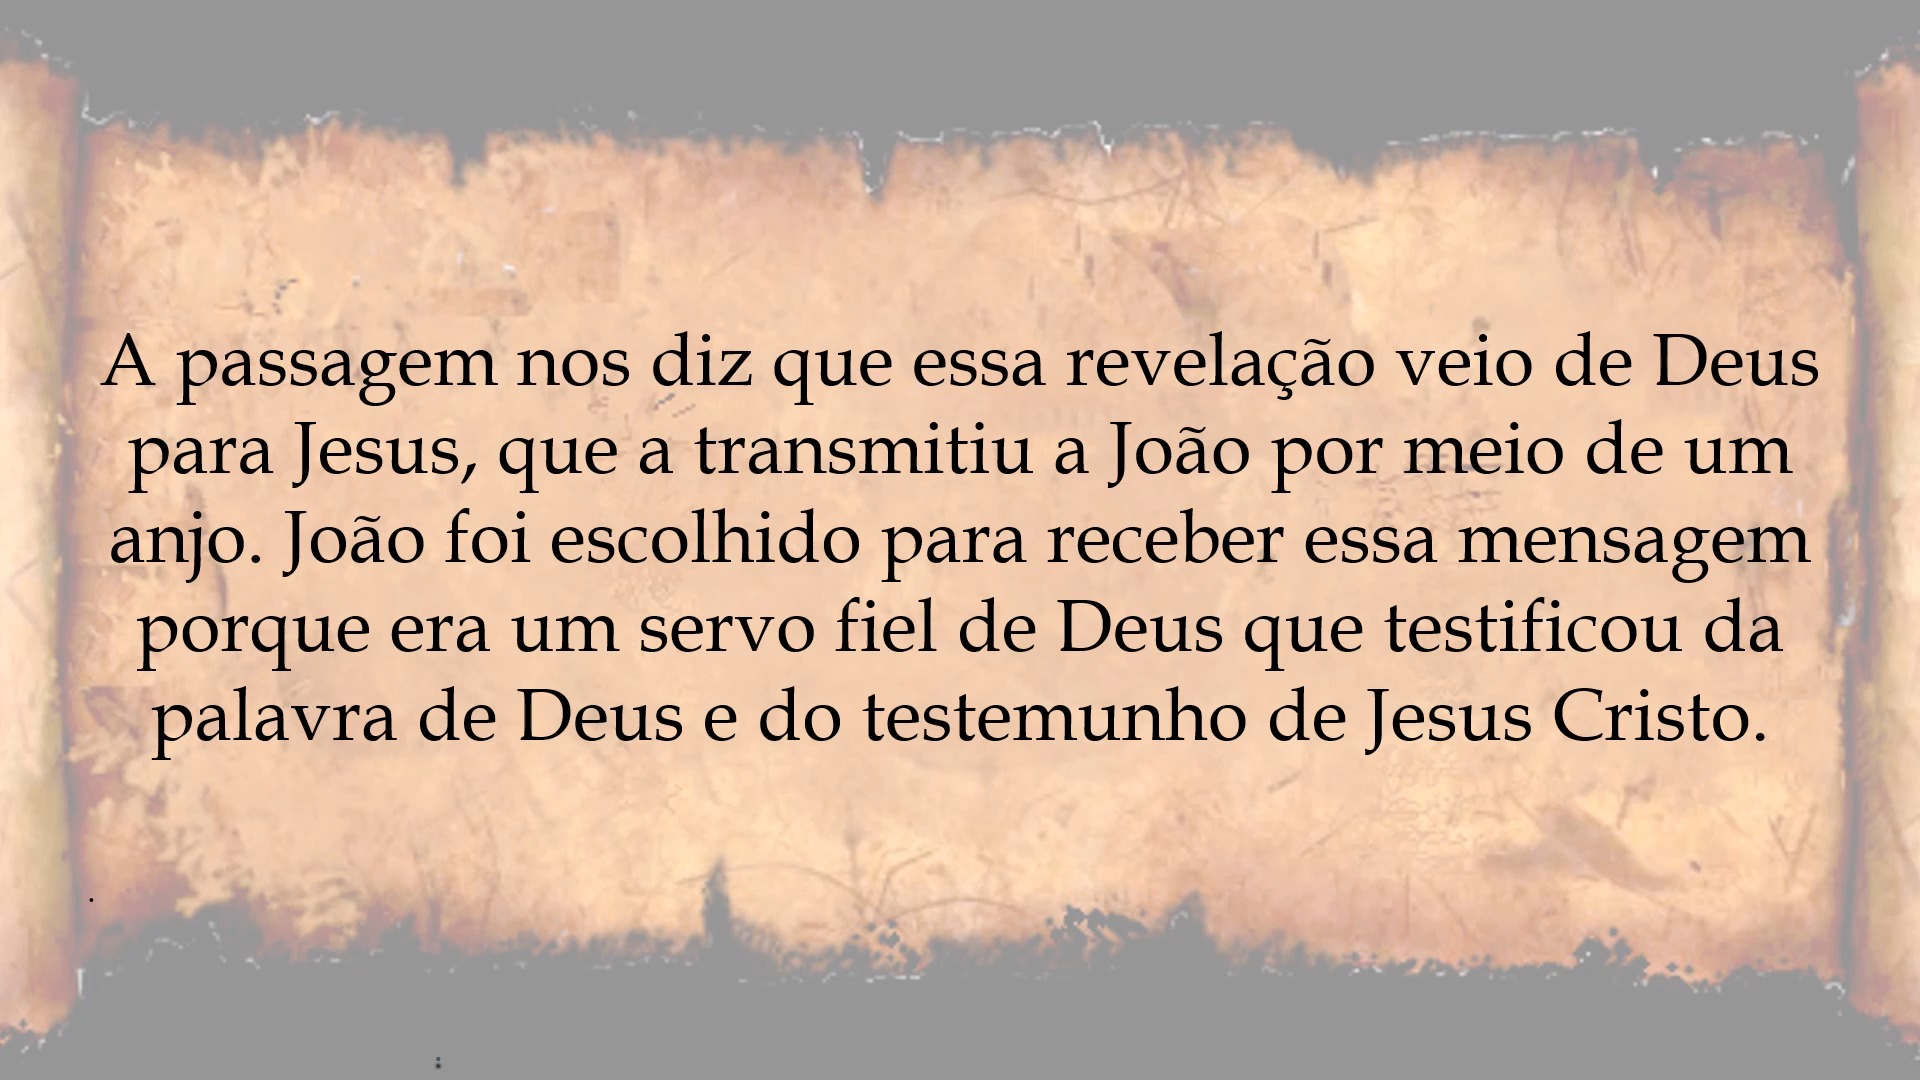 A passagem nos diz que essa revelação veio de Deus
para Jesus, que a transmitiu a João por meio de um
anjo. João foi escolhido para receber essa mensagem
porque era um servo fiel de Deus que testificou da
palavra de Deus e do testemunho de Jesus Cristo.
.